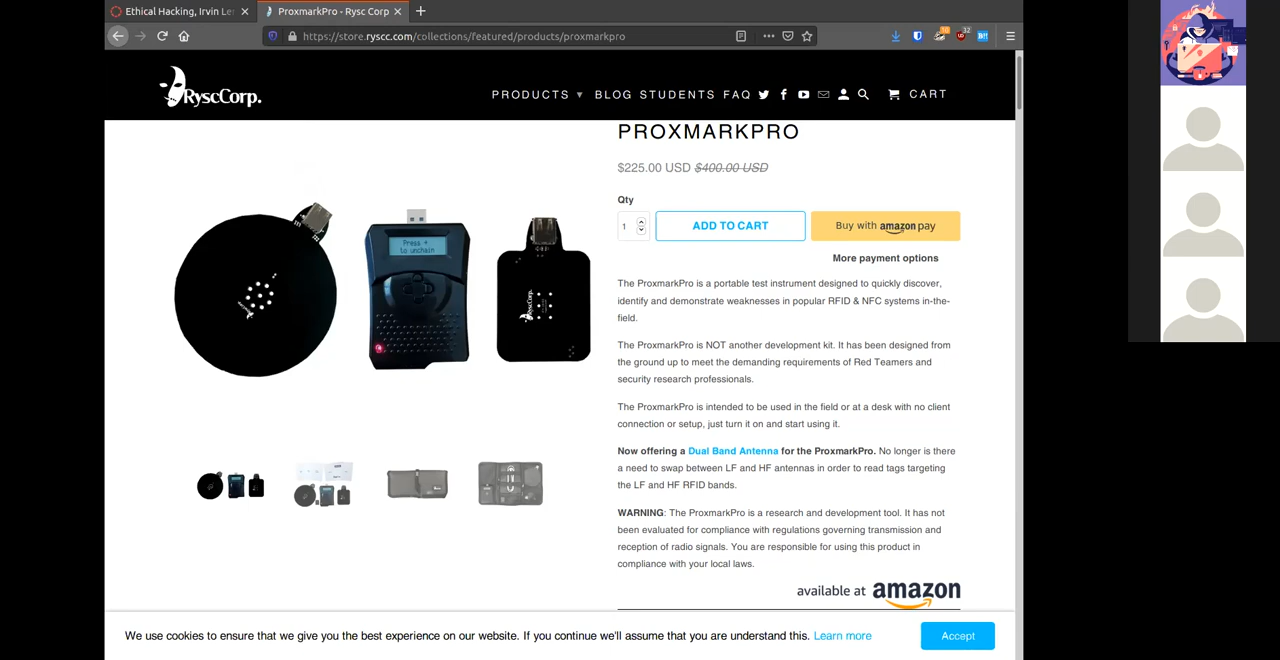 Ethical Hacking, Irvin Le
ProxmarkPro - Rysc Corp
https://store.ryscc.com/collections/featured/products/proxmarkpro
RyscCorp.
PRODUCTS ▾ BLOG STUDENTS FAQ
CART
PROXMARKPRO
$225.00 USD $400.00 USD
Qty
1
ADD TO CART
Buy with amazon pay
More payment options
The ProxmarkPro is a portable test instrument designed to quickly discover,
identify and demonstrate weaknesses in popular RFID & NFC systems in-the-
field.
The ProxmarkPro is NOT another development kit. It has been designed from
the ground up to meet the demanding requirements of Red Teamers and
security research professionals.
The ProxmarkPro is intended to be used in the field or at a desk with no client
connection or setup, just turn it on and start using it.
Now offering a Dual Band Antenna for the ProxmarkPro. No longer is there
a need to swap between LF and HF antennas in order to read tags targeting
the LF and HF RFID bands.
WARNING: The ProxmarkPro is a research and development tool. It has not
been evaluated for compliance with regulations governing transmission and
reception of radio signals. You are responsible for using this product in
compliance with your local laws.
available at amazon
Press +
to unchain
RyscCorp.
We use cookies to ensure that we give you the best experience on our website. If you continue we'll assume that you are understand this. Learn more
Accept